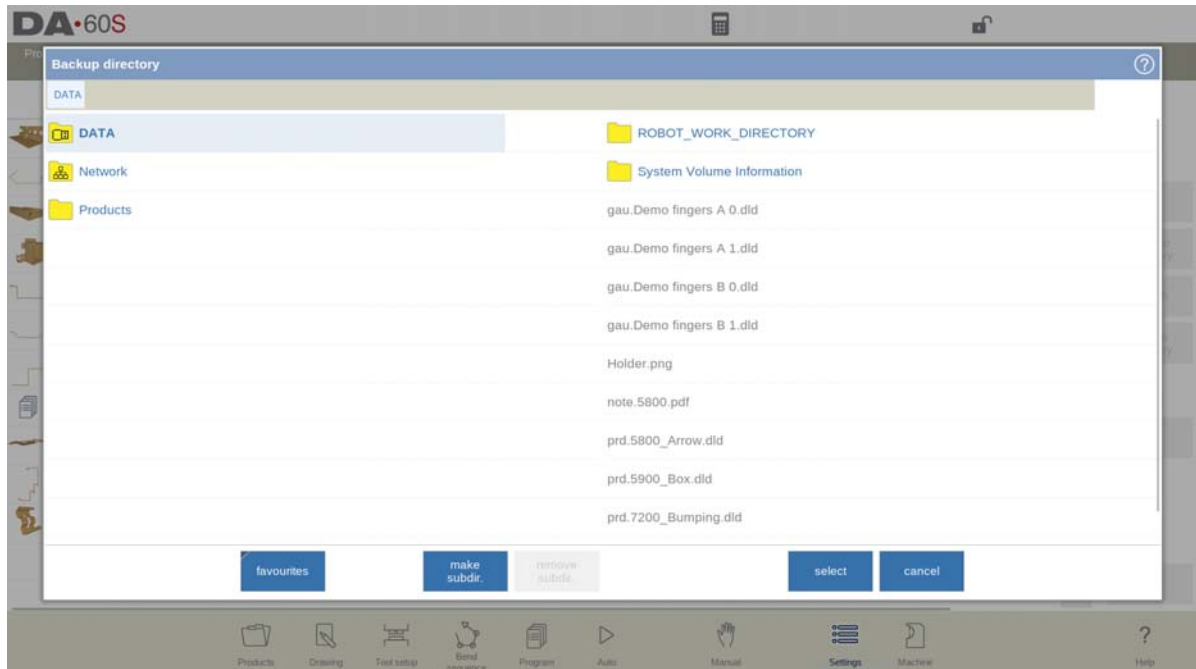 DA•60S
Pro
Backup directory
?
DATA
DATA
Network
Products
ROBOT_WORK_DIRECTORY
System Volume Information
gau.Demo fingers A 0.dld
gau.Demo fingers A 1.dld
gau.Demo fingers B 0.dld
gau.Demo fingers B 1.dld
Holder.png
note.5800.pdf
prd.5800_Arrow.dld
prd.5900_Box.dld
prd.7200_Bumping.dld
favourites
make
subdir.
remove
subdir.
select
cancel
Products
Drawing
Tool setup
Bend
sequence
Program
Auto
Manual
Settings
Machine
?
Help